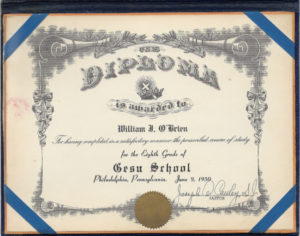 THIS
DIPLOMA
is awarded to
William J. O'Brien
For having completed in a satisfactory manner the prescribed course of study
for the Eighth Grade of
Gesu School
Philadelphia, Pennsylvania. June 9, 1950
PASTOR